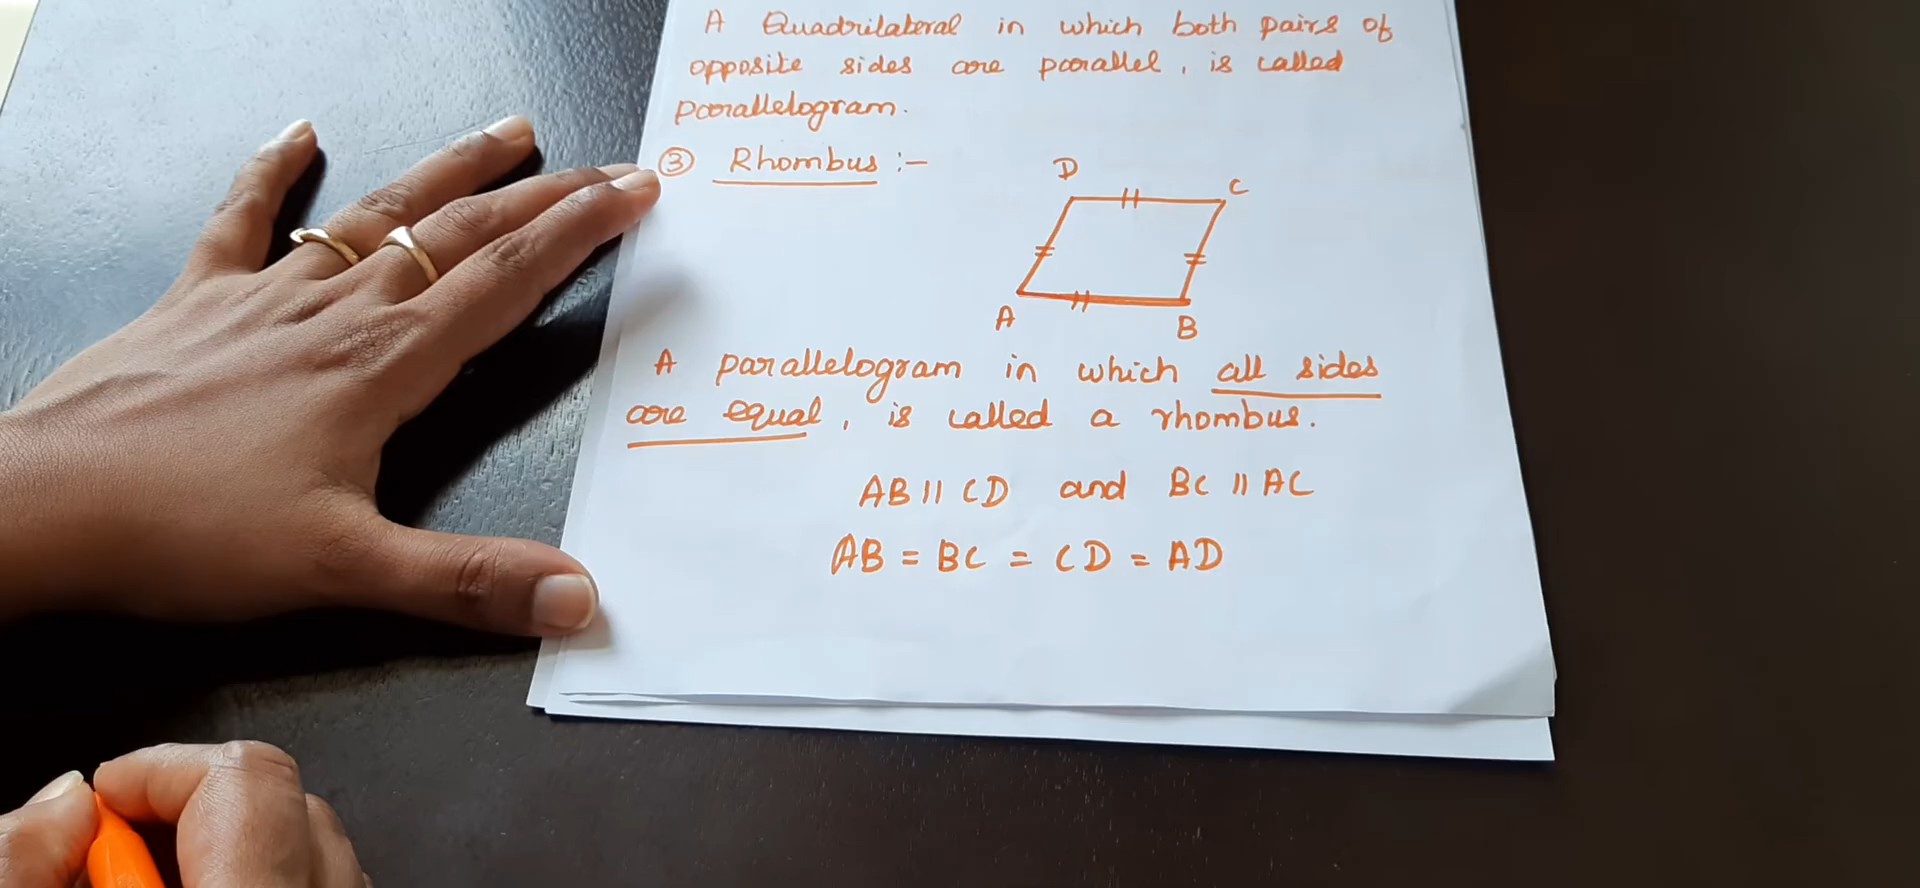 A Quadrilateral in which both pairs of
opposite sides are parallel, is called
parallelogram.
③ Rhombus :-
D
C
A
B
A parallelogram in which all sides
are equal, is called a rhombus.
AB || CD and BC || AC
AB = BC = CD = AD